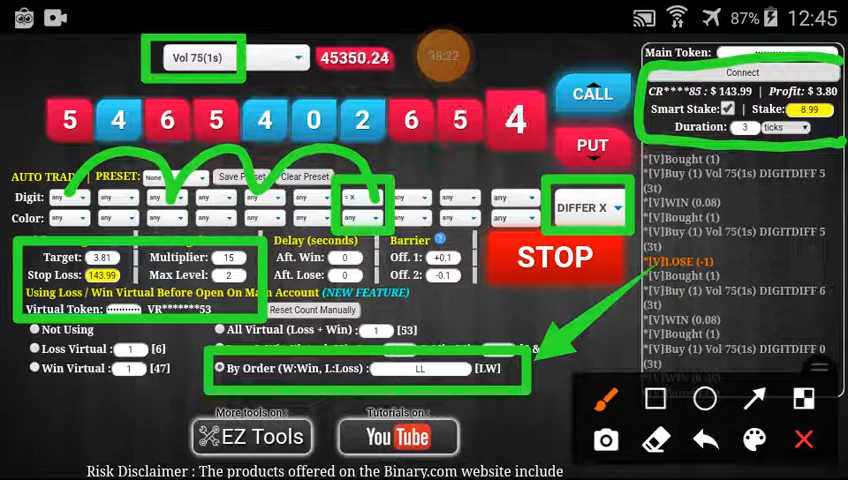 87% 12:45
Vol 75(1s) 45350.24 38:22
Main Token:
Connect
CR****85 : $ 143.99 | Profit: $ 3.80
Smart Stake: Stake: 8.99
Duration: 3 ticks
CALL
PUT
5 4 6 5 4 0 2 6 5 4
AUTO TRAD PRESET: None Save Preset Clear Preset
Digit: any any any any any any = X any any any
Color: any any any any any any any any any any
DIFFER X
STOP
Delay (seconds) Barrier ?
Target: 3.81 Multiplier: 15 Aft. Win: 0 Off. 1: +0.1
Stop Loss: 143.99 Max Level: 2 Aft. Loss: 0 Off. 2: -0.1
Using Loss / Win Virtual Before Open On Main Account (NEW FEATURE)
Virtual Token: •••••••••• VR*******53 Reset Count Manually
Not Using All Virtual (Loss + Win) : 1 [53]
Loss Virtual : 1 [6]
Win Virtual : 1 [47] By Order (W:Win, L:Loss) : LL [LW]
*[V]Bought (1)
*[V]Buy (1) Vol 75(1s) DIGITDIFF 5
(3t)
*[V]WIN (0.08)
*[V]Bought (1)
*[V]Buy (1) Vol 75(1s) DIGITDIFF 5
(3t)
*[V]LOSE (-1)
*[V]Bought (1)
*[V]Buy (1) Vol 75(1s) DIGITDIFF 6
(3t)
*[V]WIN (0.08)
*[V]Bought (1)
*[V]Buy (1) Vol 75(1s) DIGITDIFF 0
(3t)
More tools on :
EZ Tools
Tutorials on :
YouTube
Risk Disclaimer : The products offered on the Binary.com website include